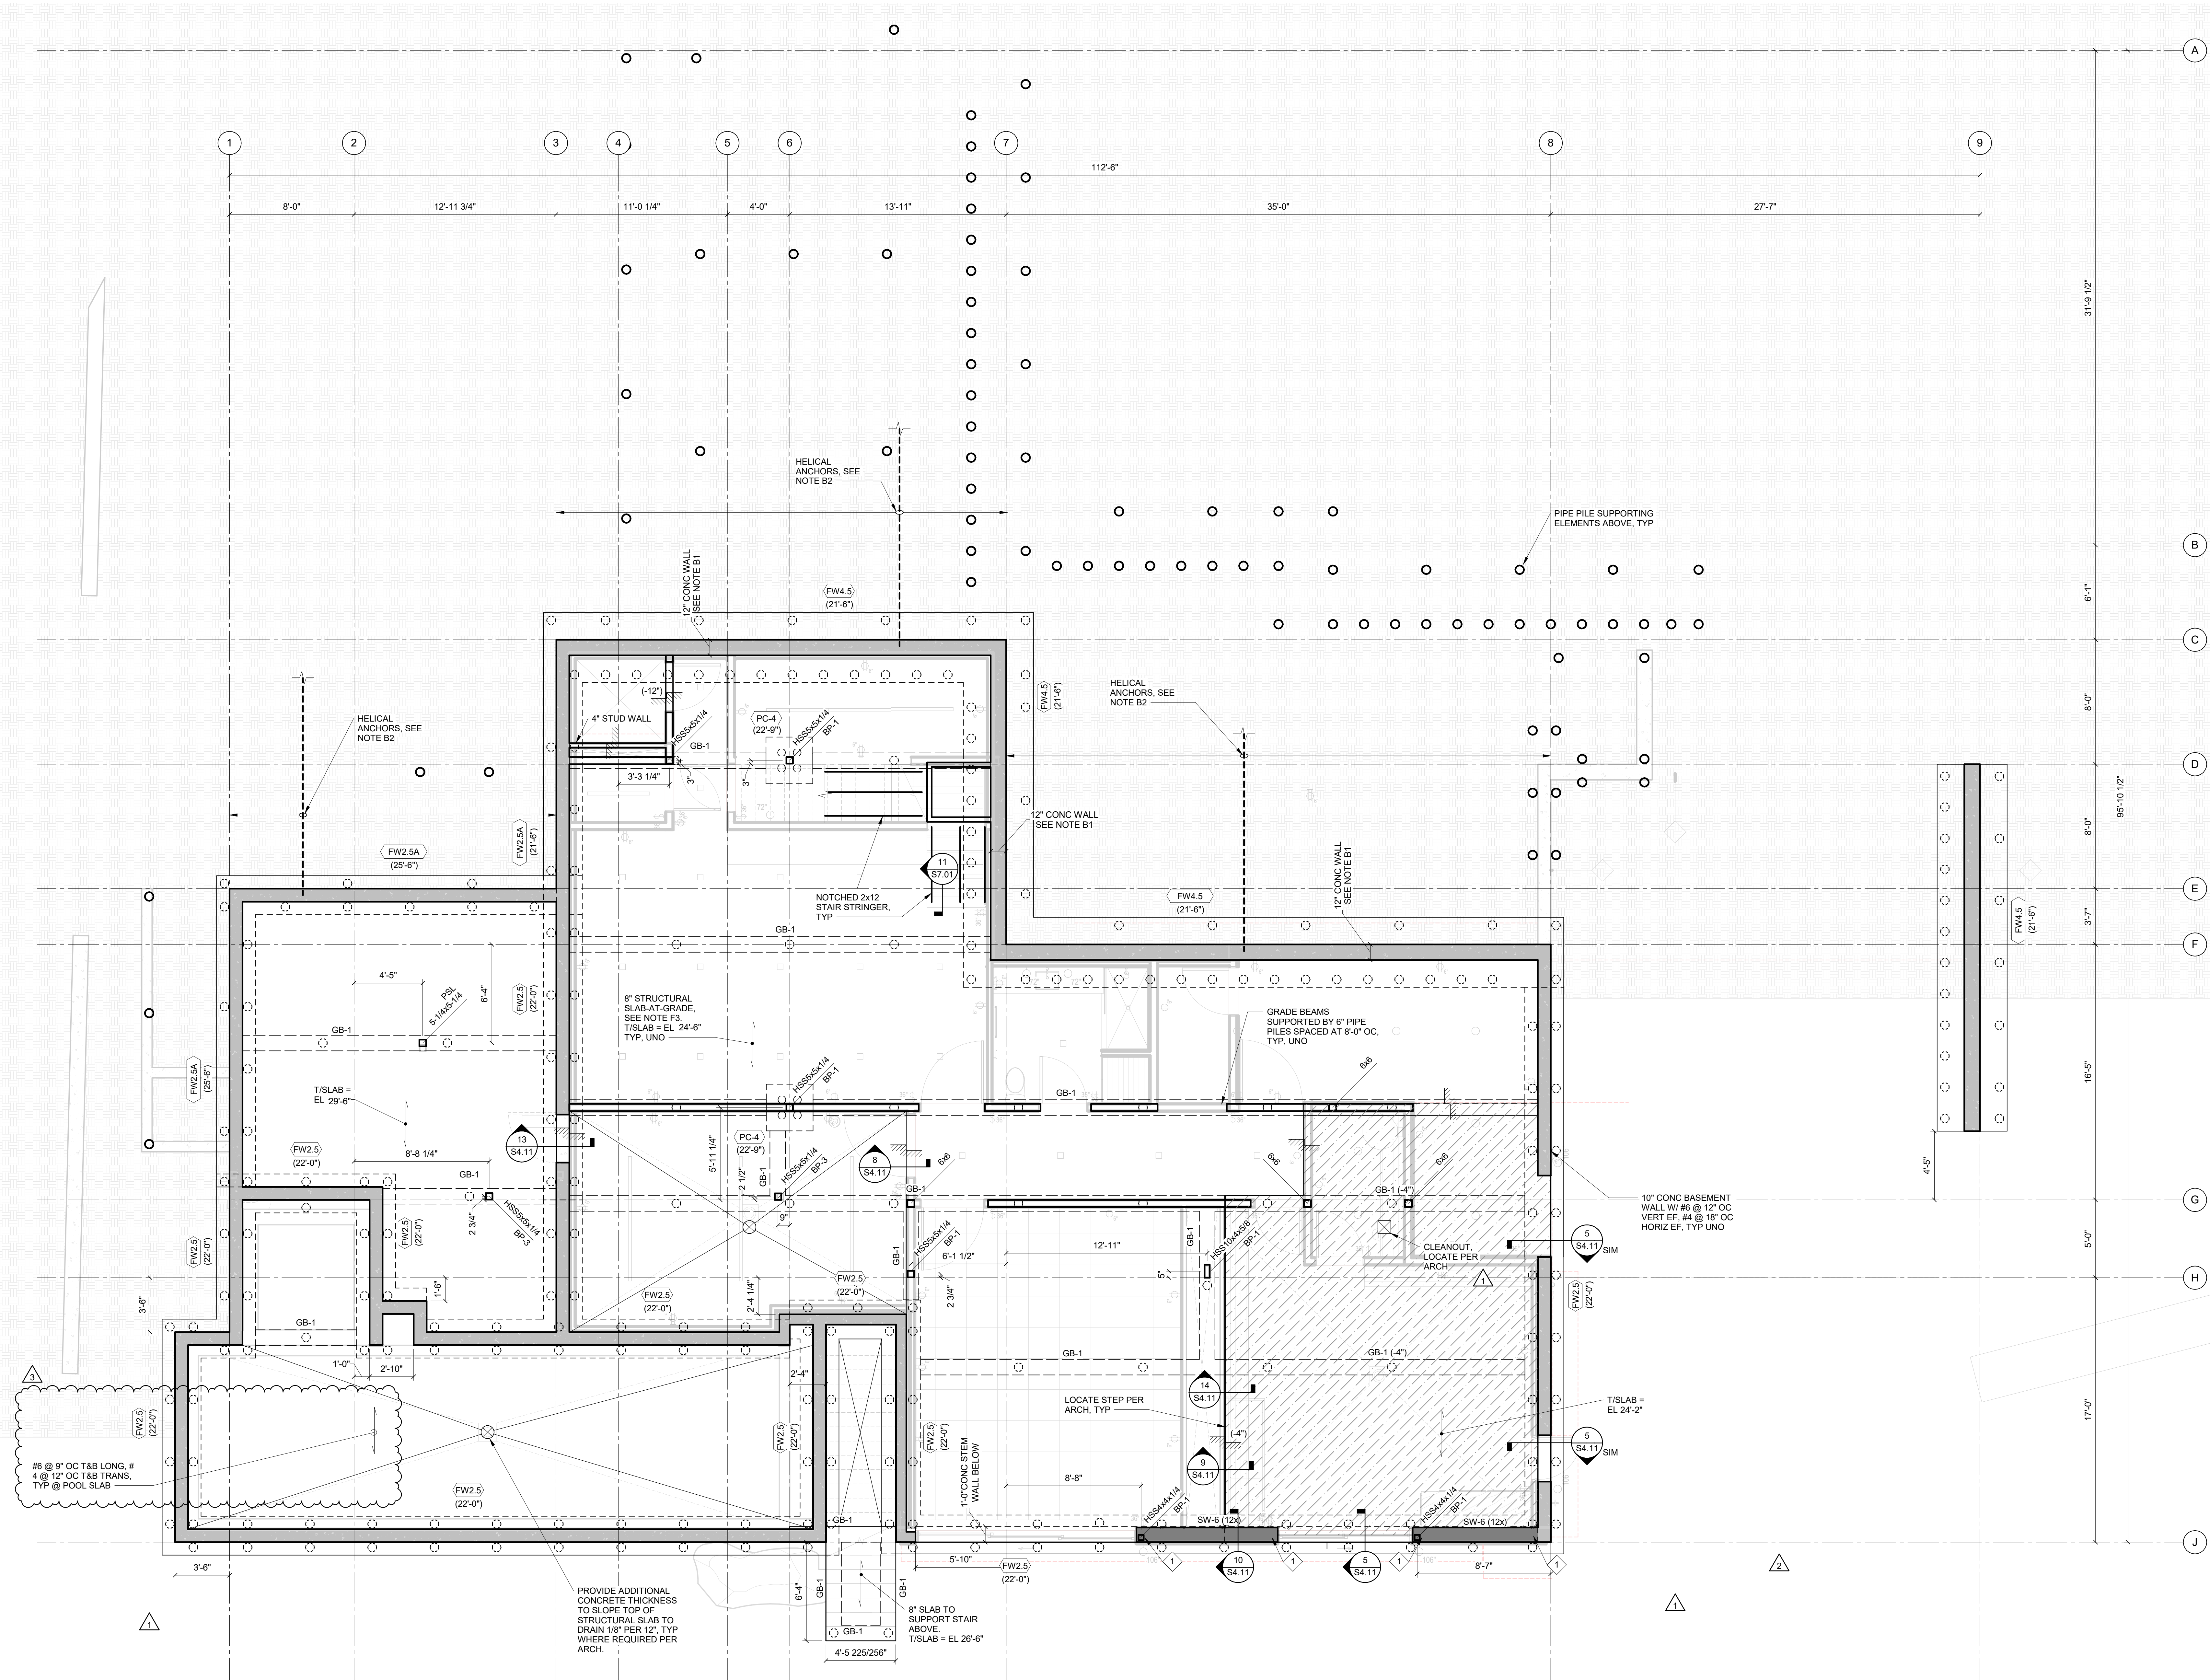 A
1
2
3
4
5
6
7
8
9
112'-6"
8'-0"
12'-11 3/4"
11'-0 1/4"
4'-0"
13'-11"
35'-0"
27'-7"
31'-9 1/2"
HELICAL
ANCHORS, SEE
NOTE B2
PIPE PILE SUPPORTING
ELEMENTS ABOVE, TYP
B
12" CONC WALL
SEE NOTE B1
FW4.5
(21'-6")
6'-1"
C
HELICAL
ANCHORS, SEE
NOTE B2
(-12")
4" STUD WALL
HSS5x5x1/4
GB-1
PC-4
(22'-9")
HSS5x5x1/4
BP-1
FW4.5
(21'-6")
HELICAL
ANCHORS, SEE
NOTE B2
8'-0"
D
3'-3 1/4"
3"
3"
95'-10 1/2"
8'-0"
12" CONC WALL
SEE NOTE B1
FW2.5A
(25'-6")
FW2.5A
(21'-6")
11
S7.01
NOTCHED 2x12
STAIR STRINGER,
TYP
12" CONC WALL
SEE NOTE B1
FW4.5
(21'-6")
E
3'-7"
FW4.5
(21'-6")
GB-1
F
4'-5"
PSL
5-1/4x5-1/4
6'-4"
FW2.5
(22'-0")
GB-1
8" STRUCTURAL
SLAB-AT-GRADE,
SEE NOTE F3.
T/SLAB = EL 24'-6"
TYP, UNO
GRADE BEAMS
SUPPORTED BY 6" PIPE
PILES SPACED AT 8'-0" OC,
TYP, UNO
HSS5x5x1/4
BP-1
6x6
16'-5"
FW2.5A
(25'-6")
T/SLAB =
EL 29'-6"
GB-1
13
S4.11
FW2.5
(22'-0")
8'-8 1/4"
GB-1
PC-4
(22'-9")
5'-11 1/4"
2 1/2"
GB-1
HSS5x5x1/4
BP-3
8
S4.11
6x6
6x6
6x6
4'-5"
GB-1
GB-1 (-4")
10" CONC BASEMENT
WALL W/ #6 @ 12" OC
VERT EF, #4 @ 18" OC
HORIZ EF, TYP UNO
G
2 3/4"
HSS5x5x1/4
BP-3
9"
FW2.5
(22'-0")
FW2.5
(22'-0")
GB-1
HSS5x5x1/4
BP-1
6'-1 1/2"
12'-11"
GB-1
HSS10x4x5/8
BP-1
5"
CLEANOUT,
LOCATE PER
ARCH
1
5
S4.11
SIM
5'-0"
H
3'-6"
1'-6"
FW2.5
(22'-0")
2'-4 1/4"
FW2.5
(22'-0")
2 3/4"
FW2.5
(22'-0")
GB-1
1'-0"
2'-10"
2'-4"
GB-1
GB-1 (-4")
14
S4.11
LOCATE STEP PER
ARCH, TYP
(-4")
T/SLAB =
EL 24'-2"
17'-0"
3
FW2.5
(22'-0")
FW2.5
(22'-0")
FW2.5
(22'-0")
9
S4.11
5
S4.11
SIM
#6 @ 9" OC T&B LONG, #
4 @ 12" OC T&B TRANS,
TYP @ POOL SLAB
FW2.5
(22'-0")
1'-0"CONC STEM
WALL BELOW
8'-8"
HSS4x4x1/4
BP-1
SW-6 (12x)
HSS4x4x1/4
BP-1
SW-6 (12x)
GB-1
J
3'-6"
5'-10"
FW2.5
(22'-0")
1
10
S4.11
1
5
S4.11
1
8'-7"
1
2
1
PROVIDE ADDITIONAL
CONCRETE THICKNESS
TO SLOPE TOP OF
STRUCTURAL SLAB TO
DRAIN 1/8" PER 12", TYP
WHERE REQUIRED PER
ARCH.
6'-4"
GB-1
GB-1
GB-1
8" SLAB TO
SUPPORT STAIR
ABOVE.
T/SLAB = EL 26'-6"
4'-5 225/256"
1